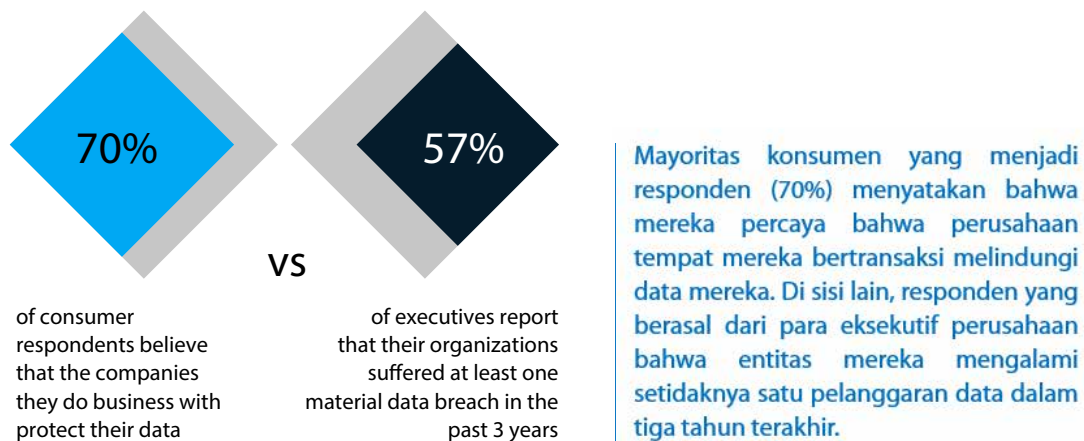 70%
57%
vs
of consumer
respondents believe
that the companies
they do business with
protect their data
of executives report
that their organizations
suffered at least one
material data breach in the
past 3 years
Mayoritas konsumen yang menjadi
responden (70%) menyatakan bahwa
mereka percaya bahwa perusahaan
tempat mereka bertransaksi melindungi
data mereka. Di sisi lain, responden yang
berasal dari para eksekutif perusahaan
bahwa entitas mereka mengalami
setidaknya satu pelanggaran data dalam
tiga tahun terakhir.